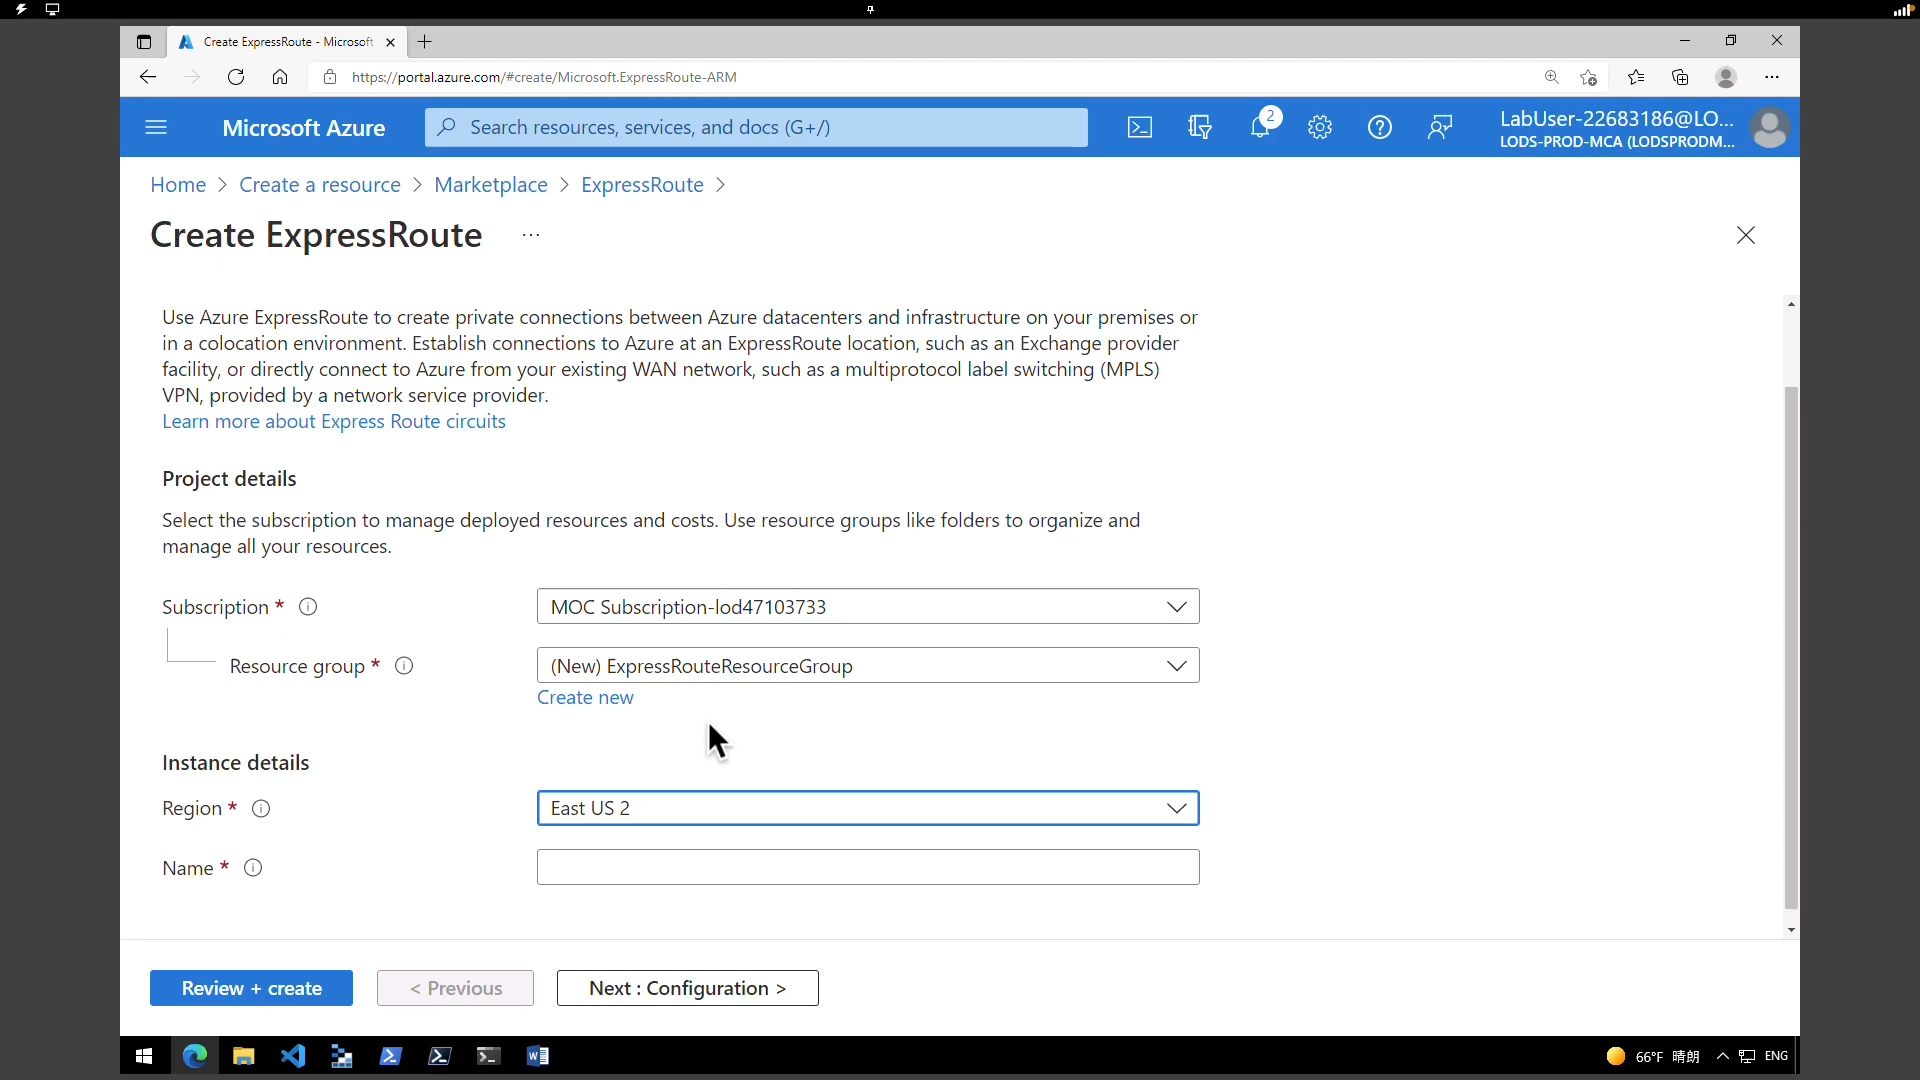 Create ExpressRoute - Microsoft
https://portal.azure.com/#create/Microsoft.ExpressRoute-ARM
Microsoft Azure
Search resources, services, and docs (G+/)
2
LabUser-22683186@LO...
LODS-PROD-MCA (LODSPRODM...
Home > Create a resource > Marketplace > ExpressRoute >
Create ExpressRoute ...
Use Azure ExpressRoute to create private connections between Azure datacenters and infrastructure on your premises or
in a colocation environment. Establish connections to Azure at an ExpressRoute location, such as an Exchange provider
facility, or directly connect to Azure from your existing WAN network, such as a multiprotocol label switching (MPLS)
VPN, provided by a network service provider.
Learn more about Express Route circuits
Project details
Select the subscription to manage deployed resources and costs. Use resource groups like folders to organize and
manage all your resources.
Subscription * MOC Subscription-lod47103733
Resource group * (New) ExpressRouteResourceGroup
Create new
Instance details
Region * East US 2
Name *
Review + create < Previous Next : Configuration >
66°F 晴朗 ENG